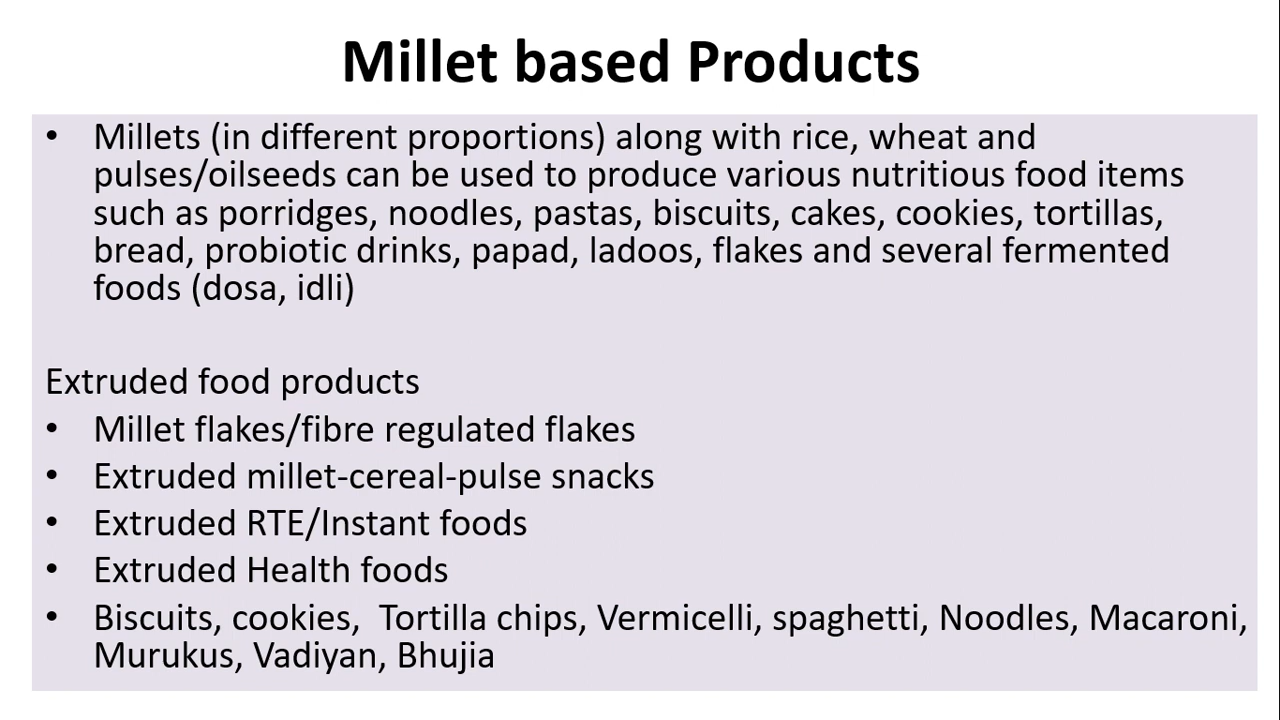 Millet based Products
• Millets (in different proportions) along with rice, wheat and
pulses/oilseeds can be used to produce various nutritious food items
such as porridges, noodles, pastas, biscuits, cakes, cookies, tortillas,
bread, probiotic drinks, papad, ladoos, flakes and several fermented
foods (dosa, idli)
Extruded food products
• Millet flakes/fibre regulated flakes
• Extruded millet-cereal-pulse snacks
• Extruded RTE/Instant foods
• Extruded Health foods
• Biscuits, cookies,  Tortilla chips, Vermicelli, spaghetti, Noodles, Macaroni,
Murukus, Vadiyan, Bhujia